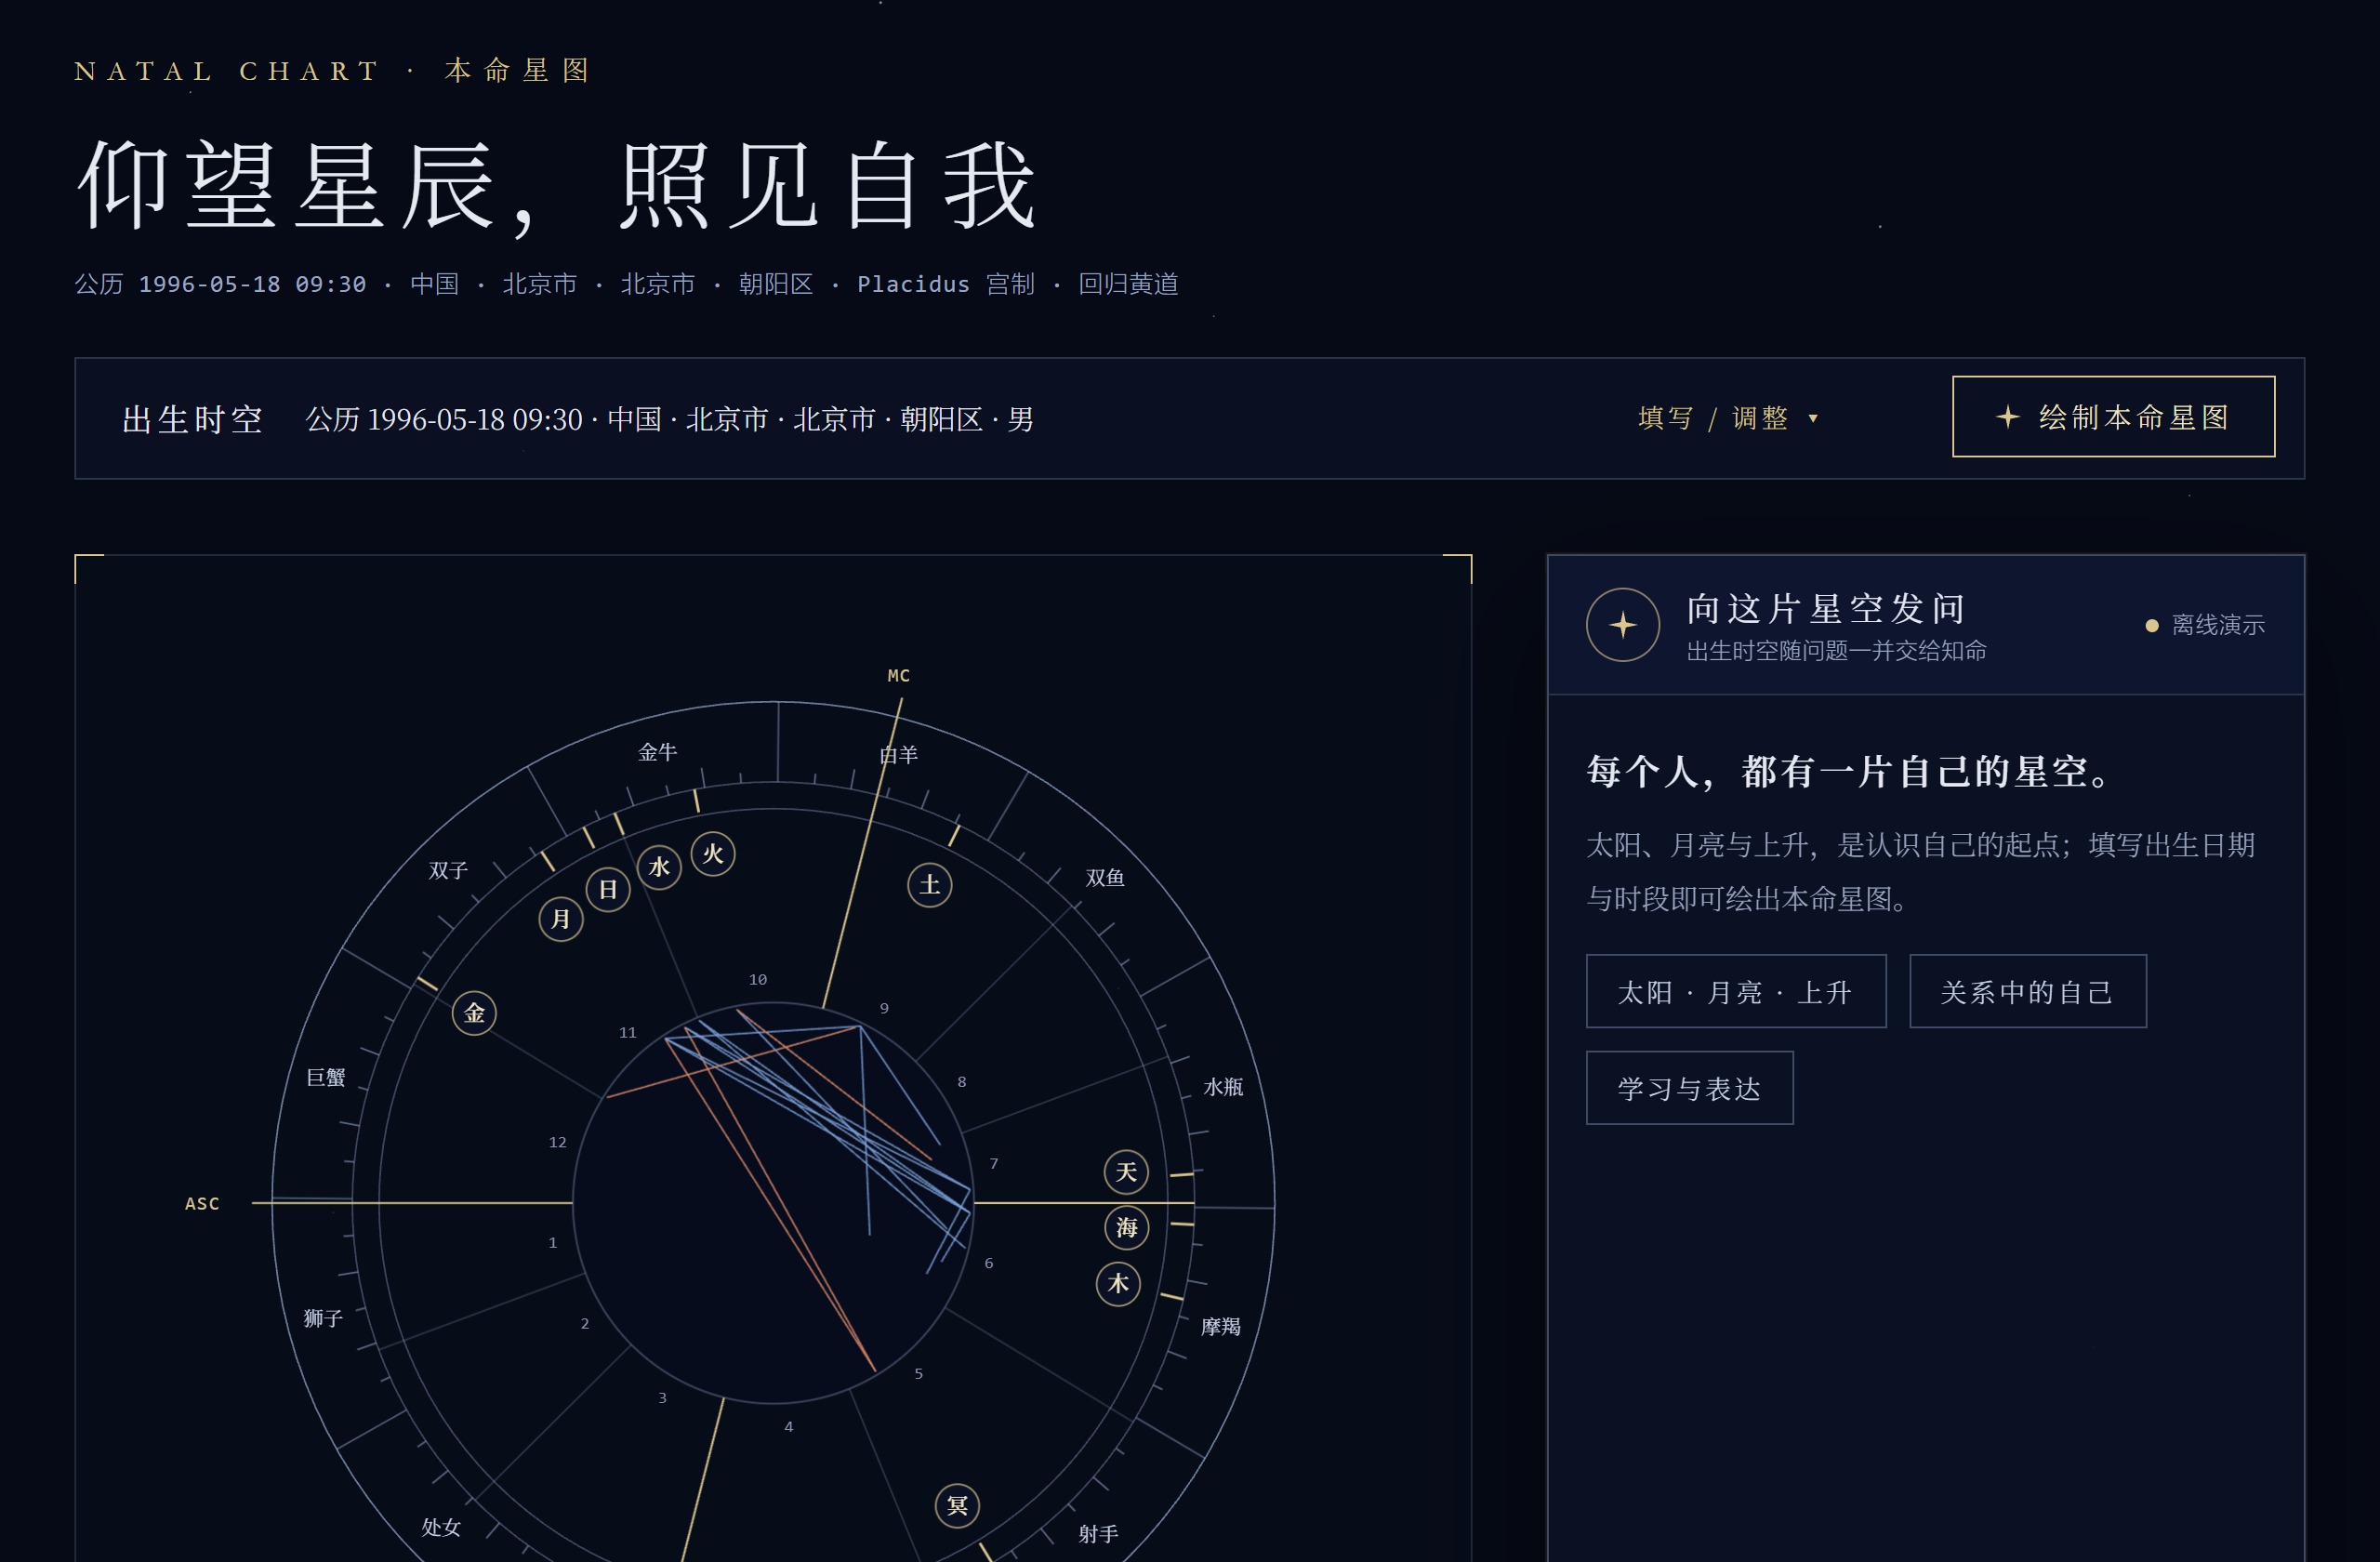 NATAL CHART · 本命星图
仰望星辰，照见自我
公历 1996-05-18 09:30 · 中国 · 北京市 · 北京市 · 朝阳区 · Placidus 宫制 · 回归黄道
出生时空 公历 1996-05-18 09:30 · 中国 · 北京市 · 北京市 · 朝阳区 · 男
填写 / 调整 ▾
绘制本命星图
MC
金牛
白羊
双子
双鱼
火
水
日
土
月
10
9
金
11
巨蟹
8
水瓶
12
7
天
ASC
海
1
6
木
狮子
2
摩羯
3
5
4
冥
处女
射手
向这片星空发问
出生时空随问题一并交给知命
离线演示
每个人，都有一片自己的星空。
太阳、月亮与上升，是认识自己的起点；填写出生日期
与时段即可绘出本命星图。
太阳 · 月亮 · 上升
关系中的自己
学习与表达